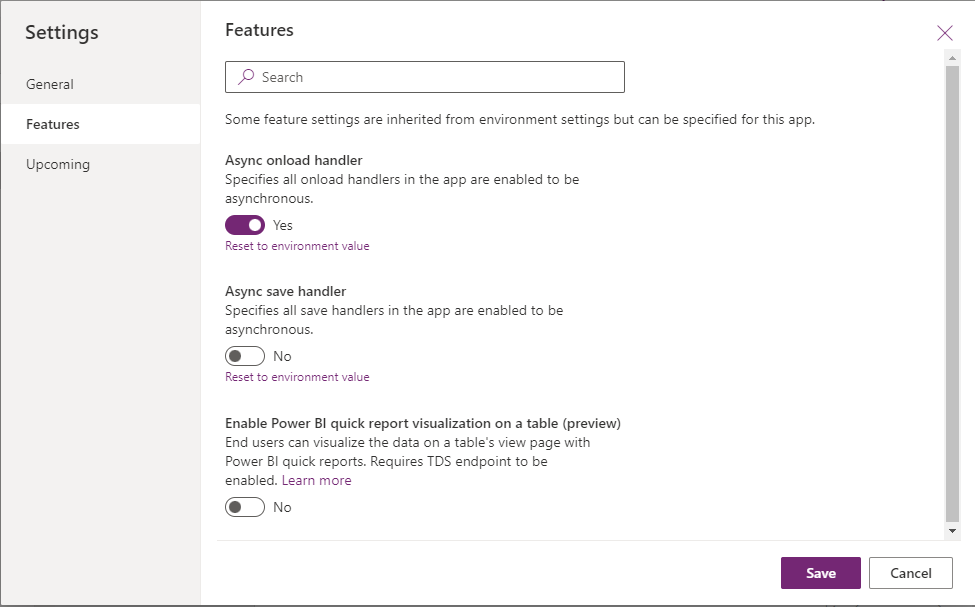 Settings
General
Features
Upcoming
Features
Search
Some feature settings are inherited from environment settings but can be specified for this app.
Async onload handler
Specifies all onload handlers in the app are enabled to be
asynchronous.
Yes
Reset to environment value
Async save handler
Specifies all save handlers in the app are enabled to be
asynchronous.
No
Reset to environment value
Enable Power BI quick report visualization on a table (preview)
End users can visualize the data on a table's view page with
Power BI quick reports. Requires TDS endpoint to be
enabled. Learn more
No
Save
Cancel